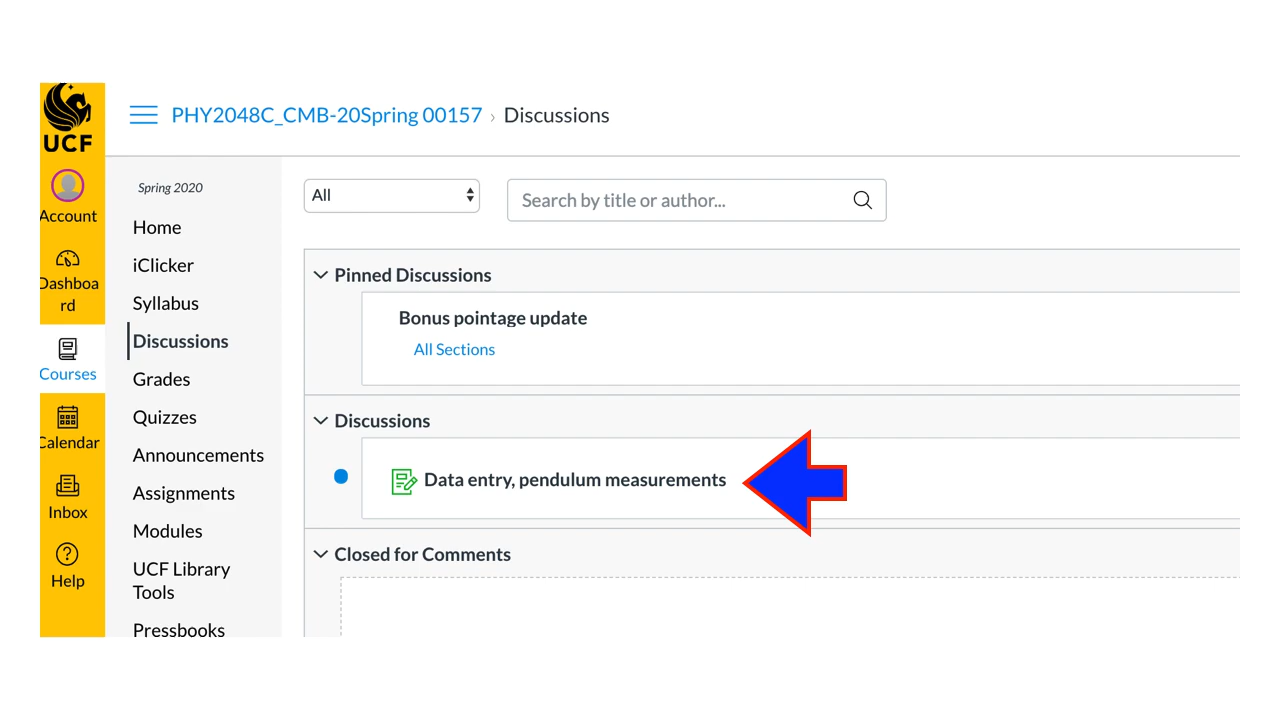 UCF
PHY2048C_CMB-20Spring 00157 › Discussions
Account
Dashboa
rd
Courses
Calendar
Inbox
Help
Spring 2020
Home
iClicker
Syllabus
Discussions
Grades
Quizzes
Announcements
Assignments
Modules
UCF Library
Tools
Pressbooks
All
Search by title or author...
Pinned Discussions
Bonus pointage update
All Sections
Discussions
Data entry, pendulum measurements
Closed for Comments